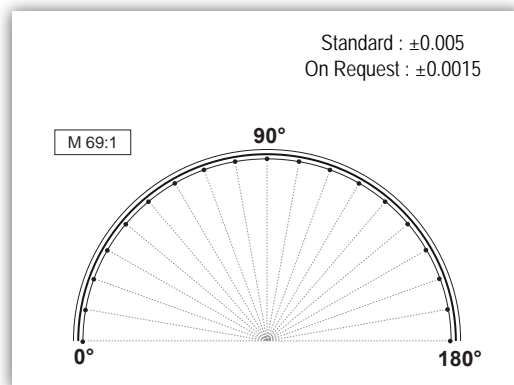 Standard : ±0.005
On Request : ±0.0015
M 69:1
90°
0°
180°